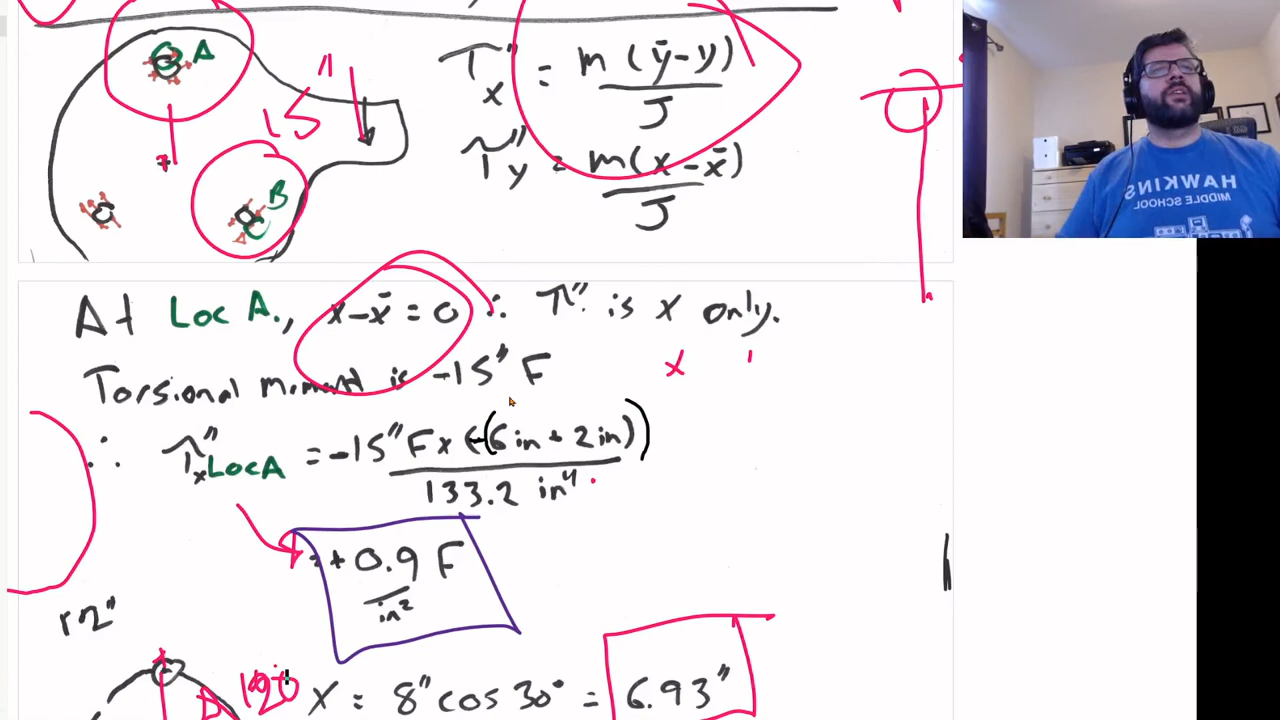 A
15"
B
τ"x = m (ȳ-y) / J
τ"y = m(x-x̄) / J
At Loc A., x-x̄ = 0 ∴ τ" is x only.
Torsional moment is -15" F
x
∴ τ"x Loc A = -15" F x (-(6 in + 2 in)) / 133.2 in⁴
= +0.9 F / in²
r 2"
120 x = 8" cos 30° = 6.93"
HAWKINS
MIDDLE SCHOOL